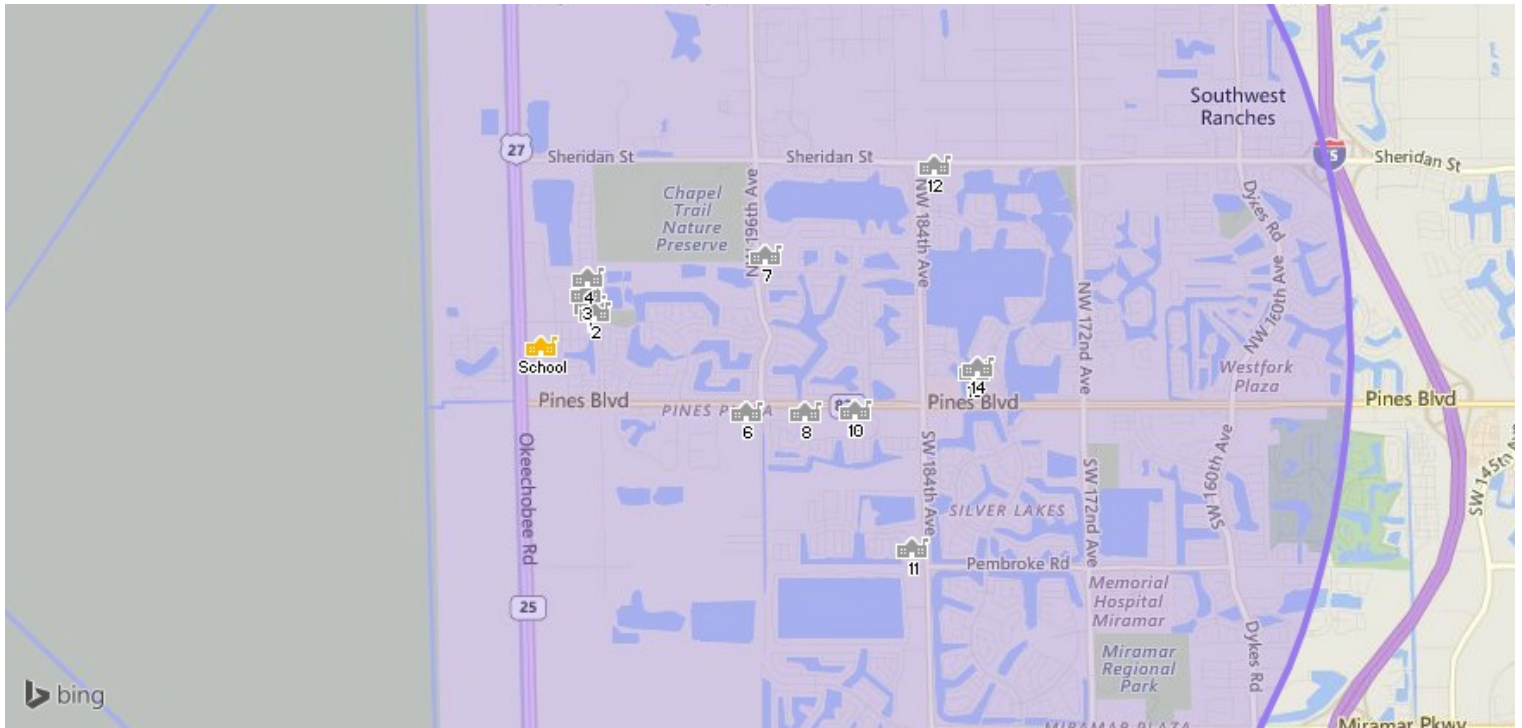 Southwest
Ranches
27
Sheridan St
Sheridan St
Sheridan St
12
Chapel
Trail
Nature
Preserve
NW 184th Ave
Dykes Rd
7
4
3
2
NW 172nd Ave
NW 160th Ave
School
14
Westfork
Plaza
Pines Blvd
PINES
6
8
10
Pines Blvd
Pines Blvd
Okeechobee Rd
SW 184th Ave
SW 172nd Ave
SW 160th Ave
SW 145th Ave
SILVER LAKES
11
Pembroke Rd
Memorial
Hospital
Miramar
25
Dykes Rd
Miramar
Regional
Park
bing
MIRAMAR PLAZA
Miramar Pkwy